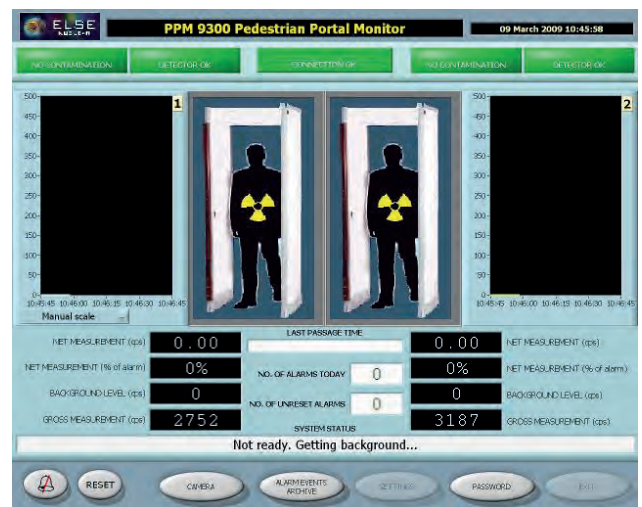 ELSE
NUCLEAR
PPM 9300 Pedestrian Portal Monitor
09 March 2009 10:45:58
NO CONTAMINATION
DETECTOR OK
CONNECTION OK
NO CONTAMINATION
DETECTOR OK
1
2
500
450
400
350
300
250
200
150
100
50
0
10:45:45 10:46:00 10:46:15 10:46:30 10:46:45
Manual scale
500
450
400
350
300
250
200
150
100
50
0
10:45:45 10:46:00 10:46:15 10:46:30 10:46:45
LAST PASSAGE TIME
NET MEASUREMENT (cps) 0.00
0.00 NET MEASUREMENT (cps)
NET MEASUREMENT (% of alarm) 0%
NO. OF ALARMS TODAY 0
0% NET MEASUREMENT (% of alarm)
BACKGROUND LEVEL (cps) 0
NO. OF UNRESET ALARMS 0
0 BACKGROUND LEVEL (cps)
GROSS MEASUREMENT (cps) 2752
3187 GROSS MEASUREMENT (cps)
SYSTEM STATUS
Not ready. Getting background...
RESET
CAMERA
ALARM EVENTS
ARCHIVE
SETTINGS
PASSWORD
EXIT